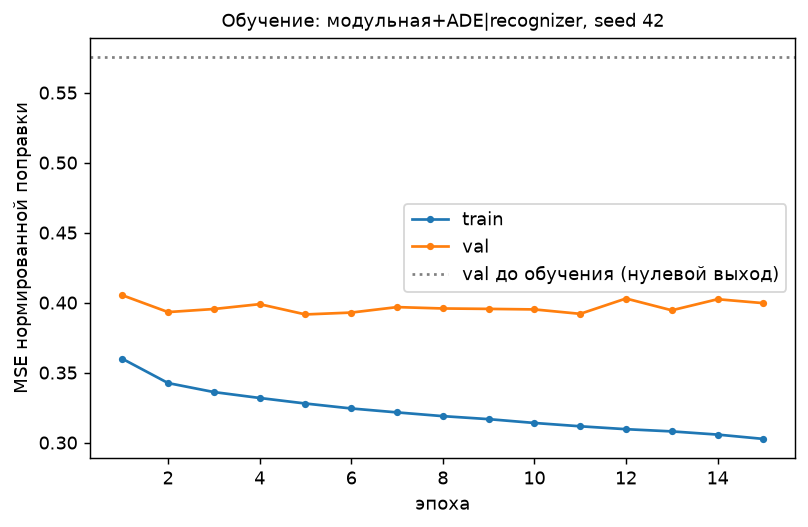 Обучение: модульная+ADE|recognizer, seed 42
MSE нормированной поправки
0.55
0.50
0.45
0.40
0.35
0.30
train
val
val до обучения (нулевой выход)
2 4 6 8 10 12 14
эпоха